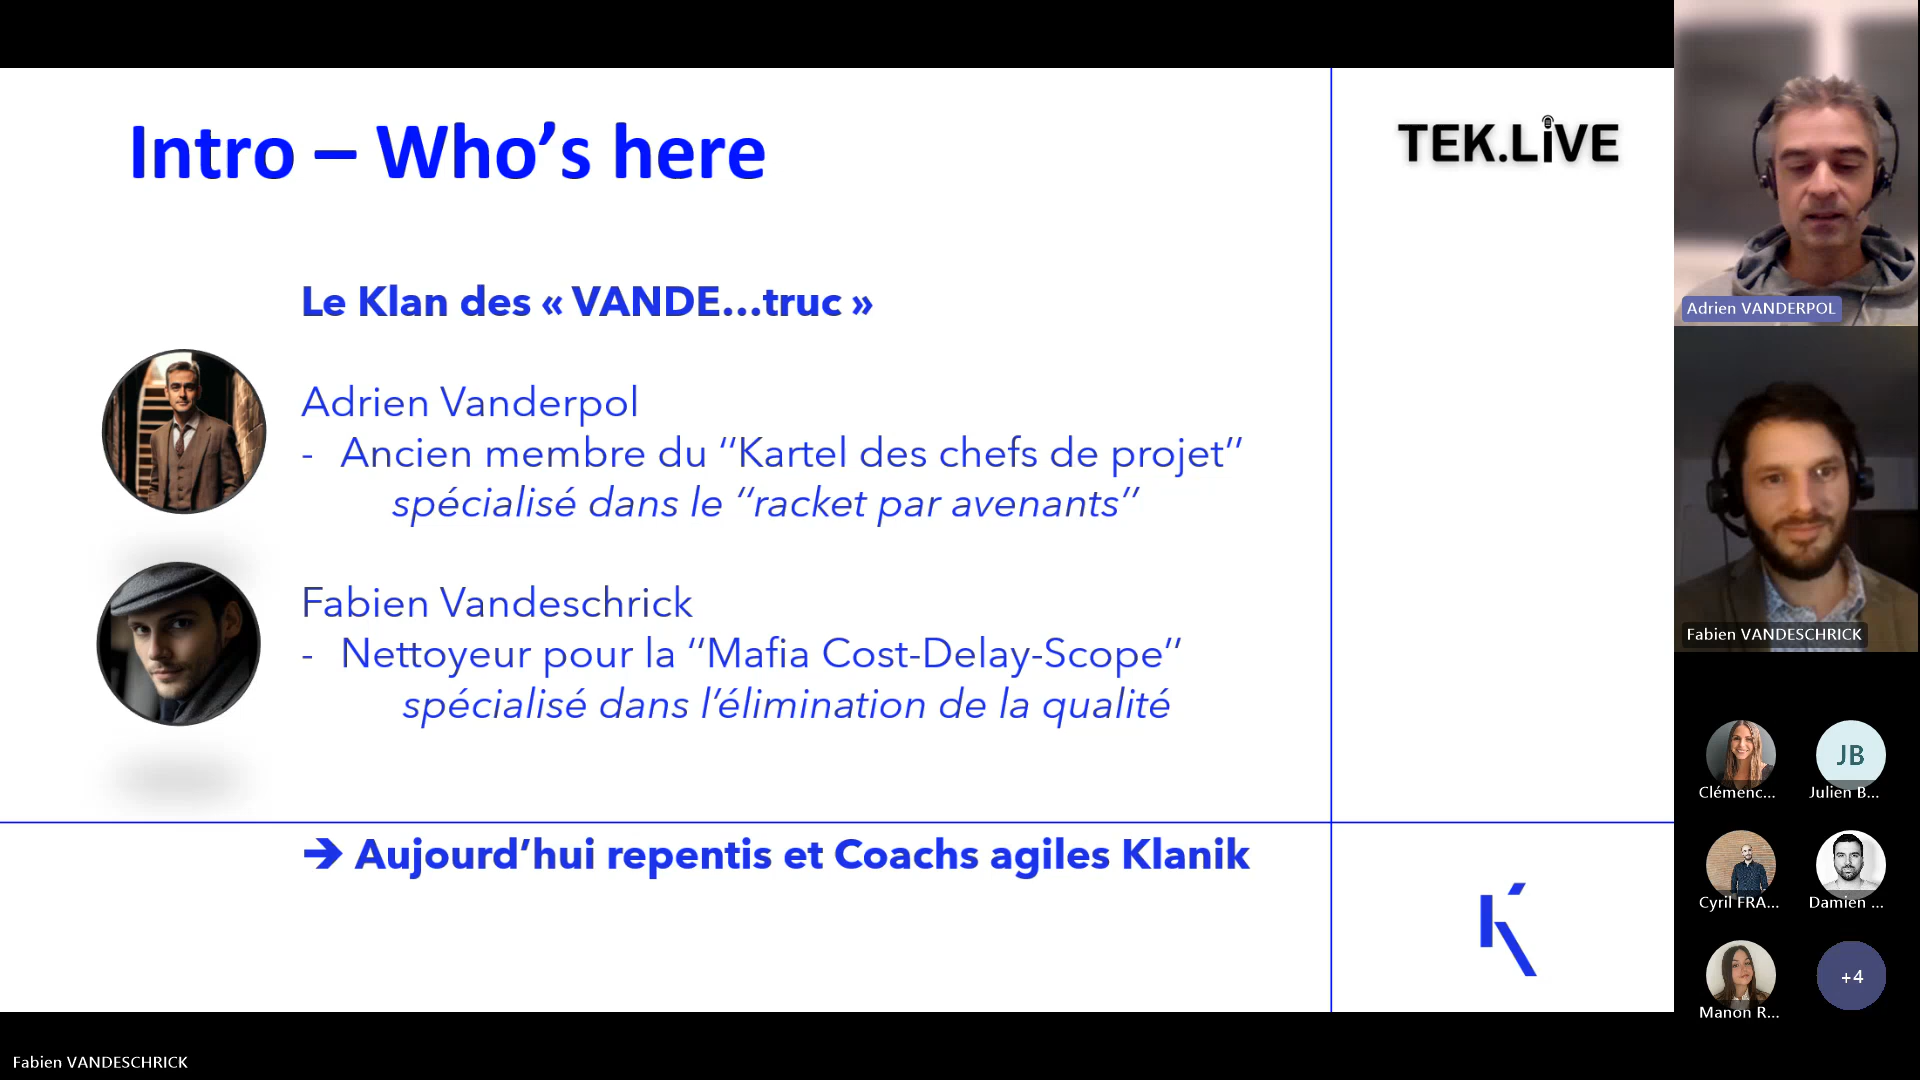 Intro – Who’s here
TEK.LiVE
Le Klan des « VANDE...truc »
Adrien Vanderpol
- Ancien membre du “Kartel des chefs de projet”
spécialisé dans le “racket par avenants”
Fabien Vandeschrick
- Nettoyeur pour la “Mafia Cost-Delay-Scope”
spécialisé dans l’élimination de la qualité
➔ Aujourd’hui repentis et Coachs agiles Klanik
Adrien VANDERPOL
Fabien VANDESCHRICK
JB
Clémenc...
Julien B...
Cyril FRA...
Damien ...
+4
Manon R...
Fabien VANDESCHRICK